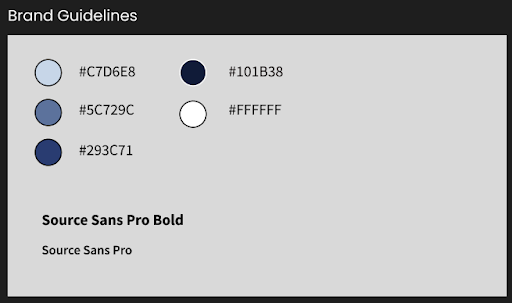 Brand Guidelines
#C7D6E8 #101B38
#5C729C #FFFFFF
#293C71
Source Sans Pro Bold
Source Sans Pro